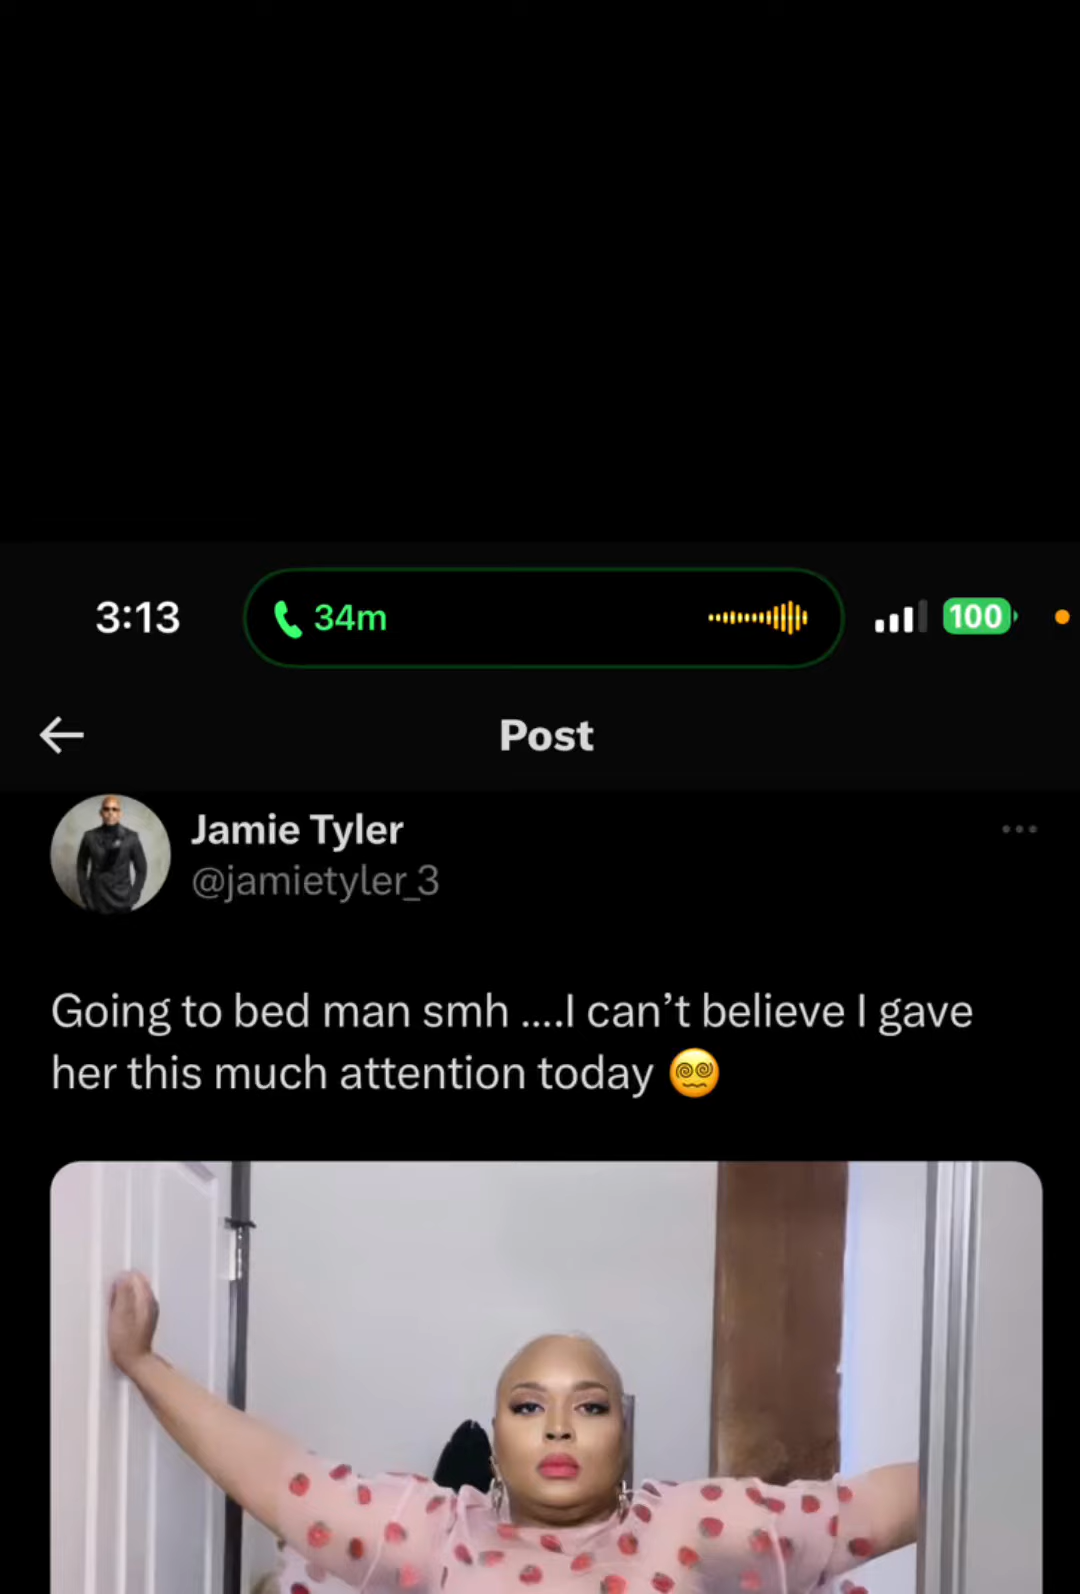 3:13 34m 100
Post
Jamie Tyler
@jamietyler_3
Going to bed man smh ....I can’t believe I gave
her this much attention today 😵‍💫